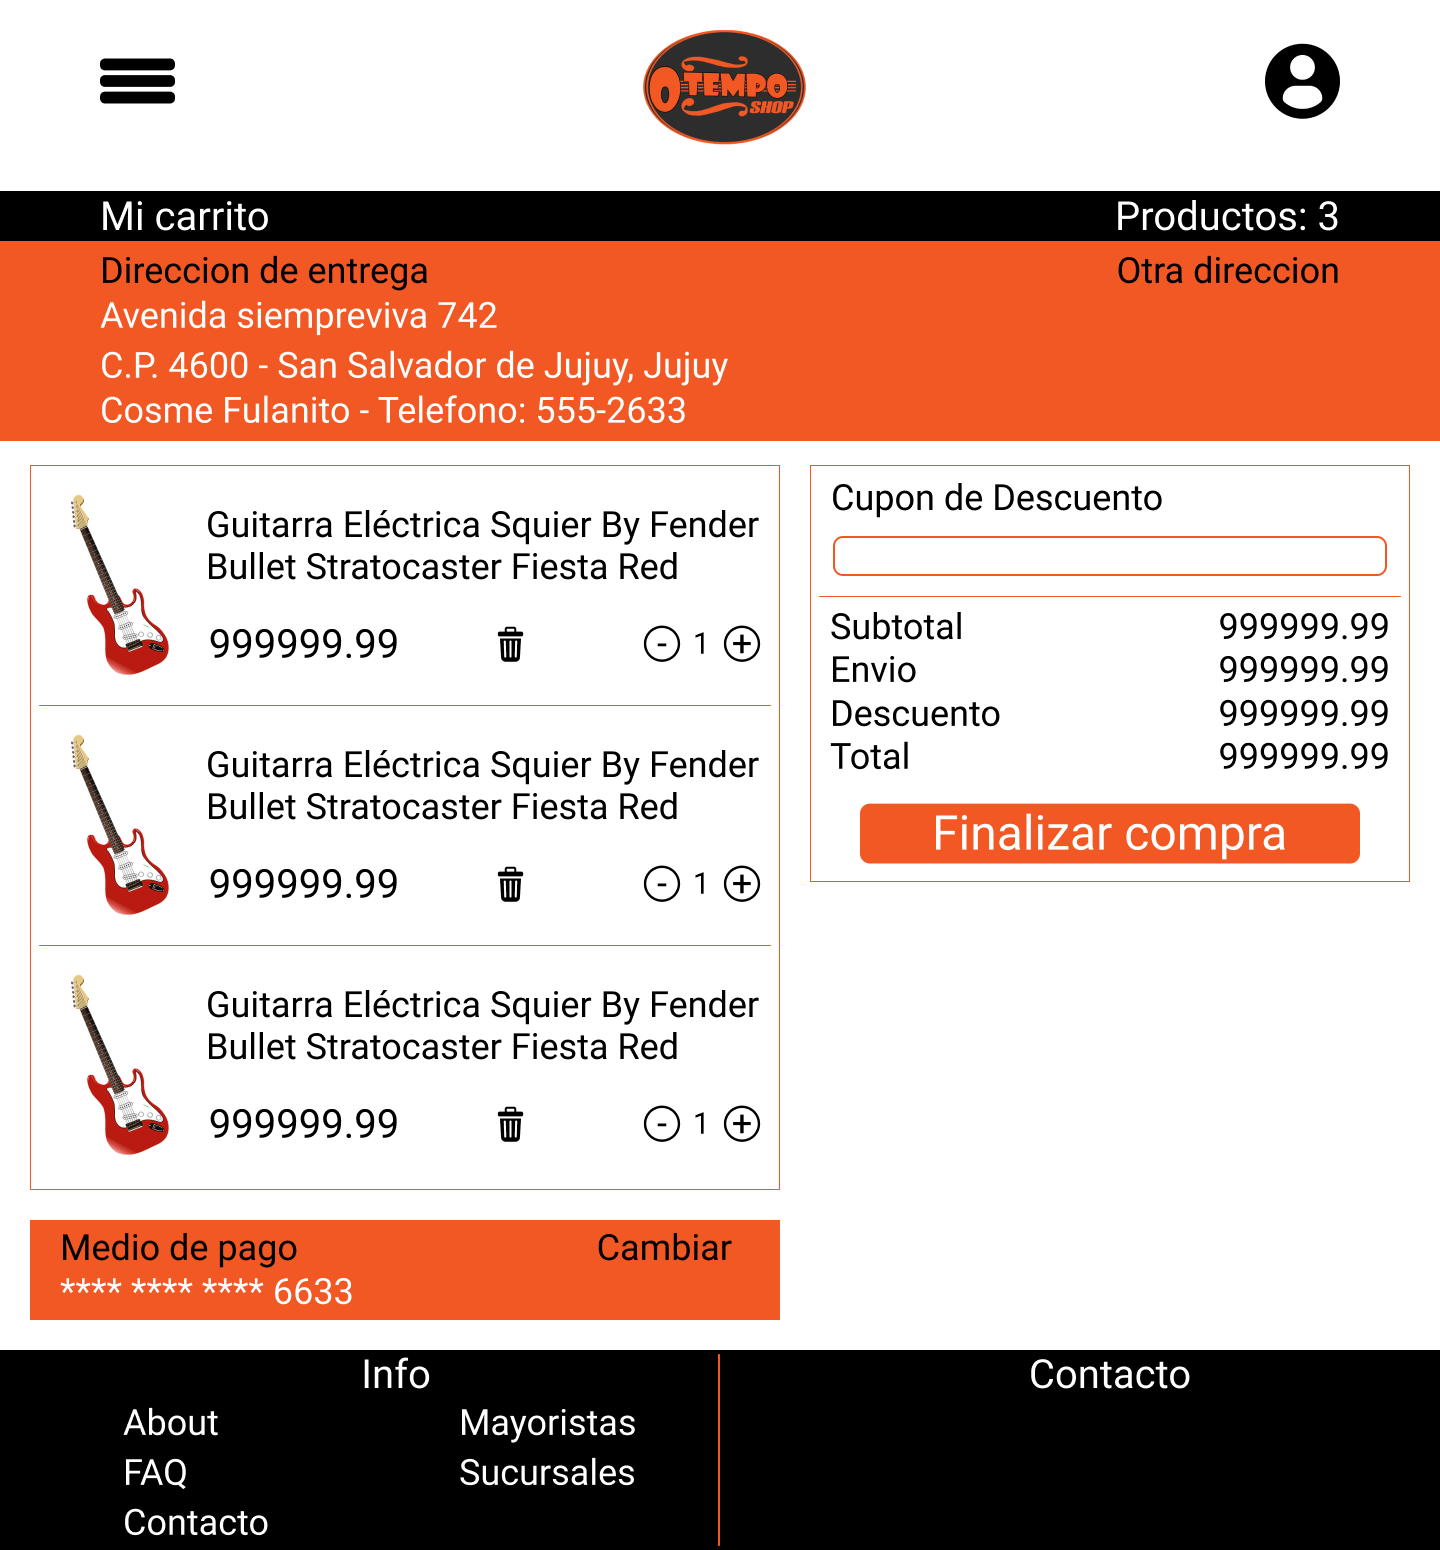 O TEMPO
SHOP
Mi carrito
Productos: 3
Direccion de entrega
Otra direccion
Avenida siempreviva 742
C.P. 4600 - San Salvador de Jujuy, Jujuy
Cosme Fulanito - Telefono: 555-2633
Guitarra Eléctrica Squier By Fender
Bullet Stratocaster Fiesta Red
999999.99
- 1 +
Guitarra Eléctrica Squier By Fender
Bullet Stratocaster Fiesta Red
999999.99
- 1 +
Guitarra Eléctrica Squier By Fender
Bullet Stratocaster Fiesta Red
999999.99
- 1 +
Cupon de Descuento
Subtotal 999999.99
Envio 999999.99
Descuento 999999.99
Total 999999.99
Finalizar compra
Medio de pago
Cambiar
**** **** **** 6633
Info
About
Mayoristas
FAQ
Sucursales
Contacto
Contacto